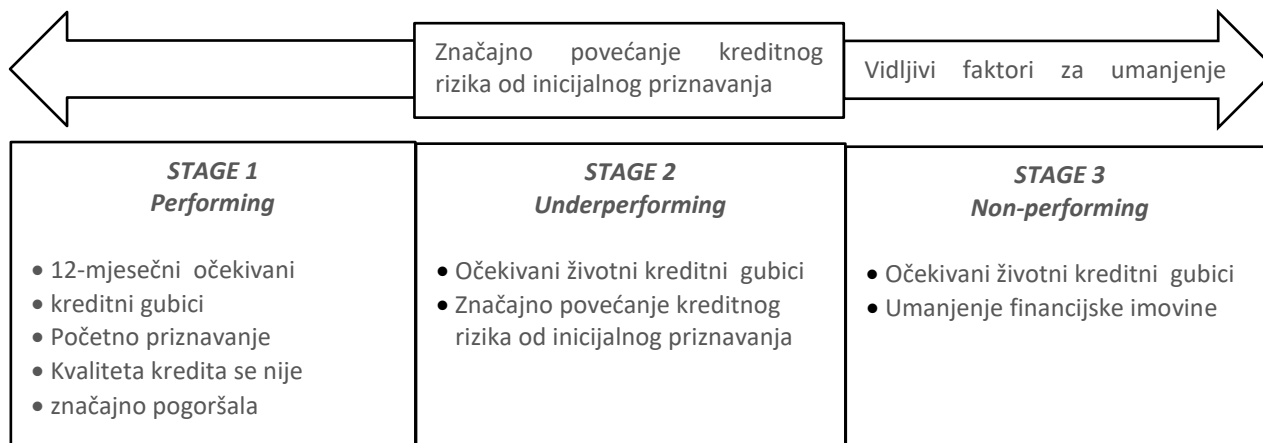 Značajno povećanje kreditnog
rizika od inicijalnog priznavanja
Vidljivi faktori za umanjenje
STAGE 1
Performing
• 12-mjesečni očekivani
• kreditni gubici
• Početno priznavanje
• Kvaliteta kredita se nije
• značajno pogoršala
STAGE 2
Underperforming
• Očekivani životni kreditni gubici
• Značajno povećanje kreditnog
rizika od inicijalnog priznavanja
STAGE 3
Non-performing
• Očekivani životni kreditni gubici
• Umanjenje financijske imovine